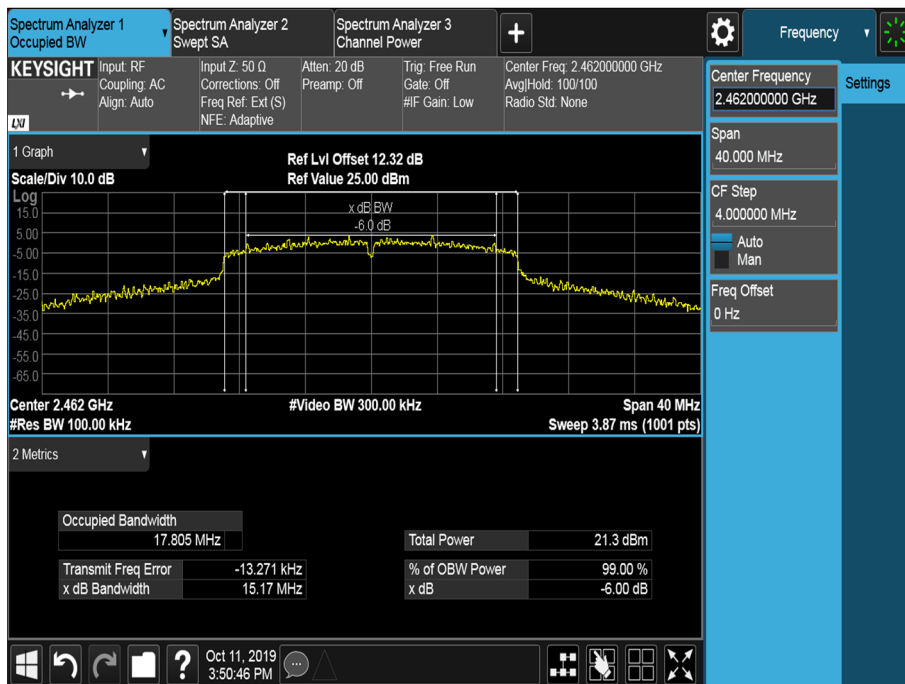 Spectrum Analyzer 1
Occupied BW
Spectrum Analyzer 2
Swept SA
Spectrum Analyzer 3
Channel Power
+
Frequency
KEYSIGHT
Input: RF
Coupling: AC
Align: Auto
LXI
Input Z: 50 Ω
Corrections: Off
Freq Ref: Ext (S)
NFE: Adaptive
Atten: 20 dB
Preamp: Off
Trig: Free Run
Gate: Off
#IF Gain: Low
Center Freq: 2.462000000 GHz
Avg|Hold: 100/100
Radio Std: None
Center Frequency
2.462000000 GHz
Settings
Span
40.000 MHz
CF Step
4.000000 MHz
Auto
Man
Freq Offset
0 Hz
1 Graph
Scale/Div 10.0 dB
Ref Lvl Offset 12.32 dB
Ref Value 25.00 dBm
Log
15.0
5.00
-5.00
-15.0
-25.0
-35.0
-45.0
-55.0
-65.0
x dB BW
-6.0 dB
Center 2.462 GHz
#Video BW 300.00 kHz
Span 40 MHz
#Res BW 100.00 kHz
Sweep 3.87 ms (1001 pts)
2 Metrics
Occupied Bandwidth
17.805 MHz
Total Power 21.3 dBm
Transmit Freq Error -13.271 kHz
% of OBW Power 99.00 %
x dB Bandwidth 15.17 MHz
x dB -6.00 dB
?
Oct 11, 2019
3:50:46 PM